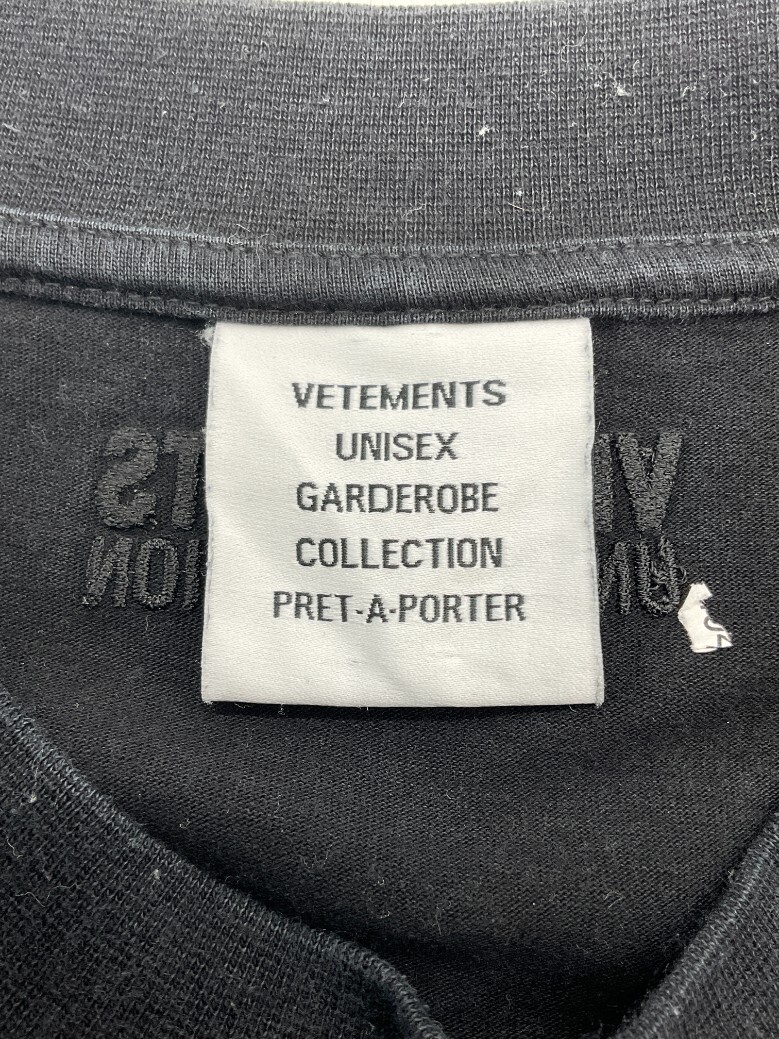 VETEMENTS
UNISEX
GARDEROBE
COLLECTION
PRET-A-PORTER